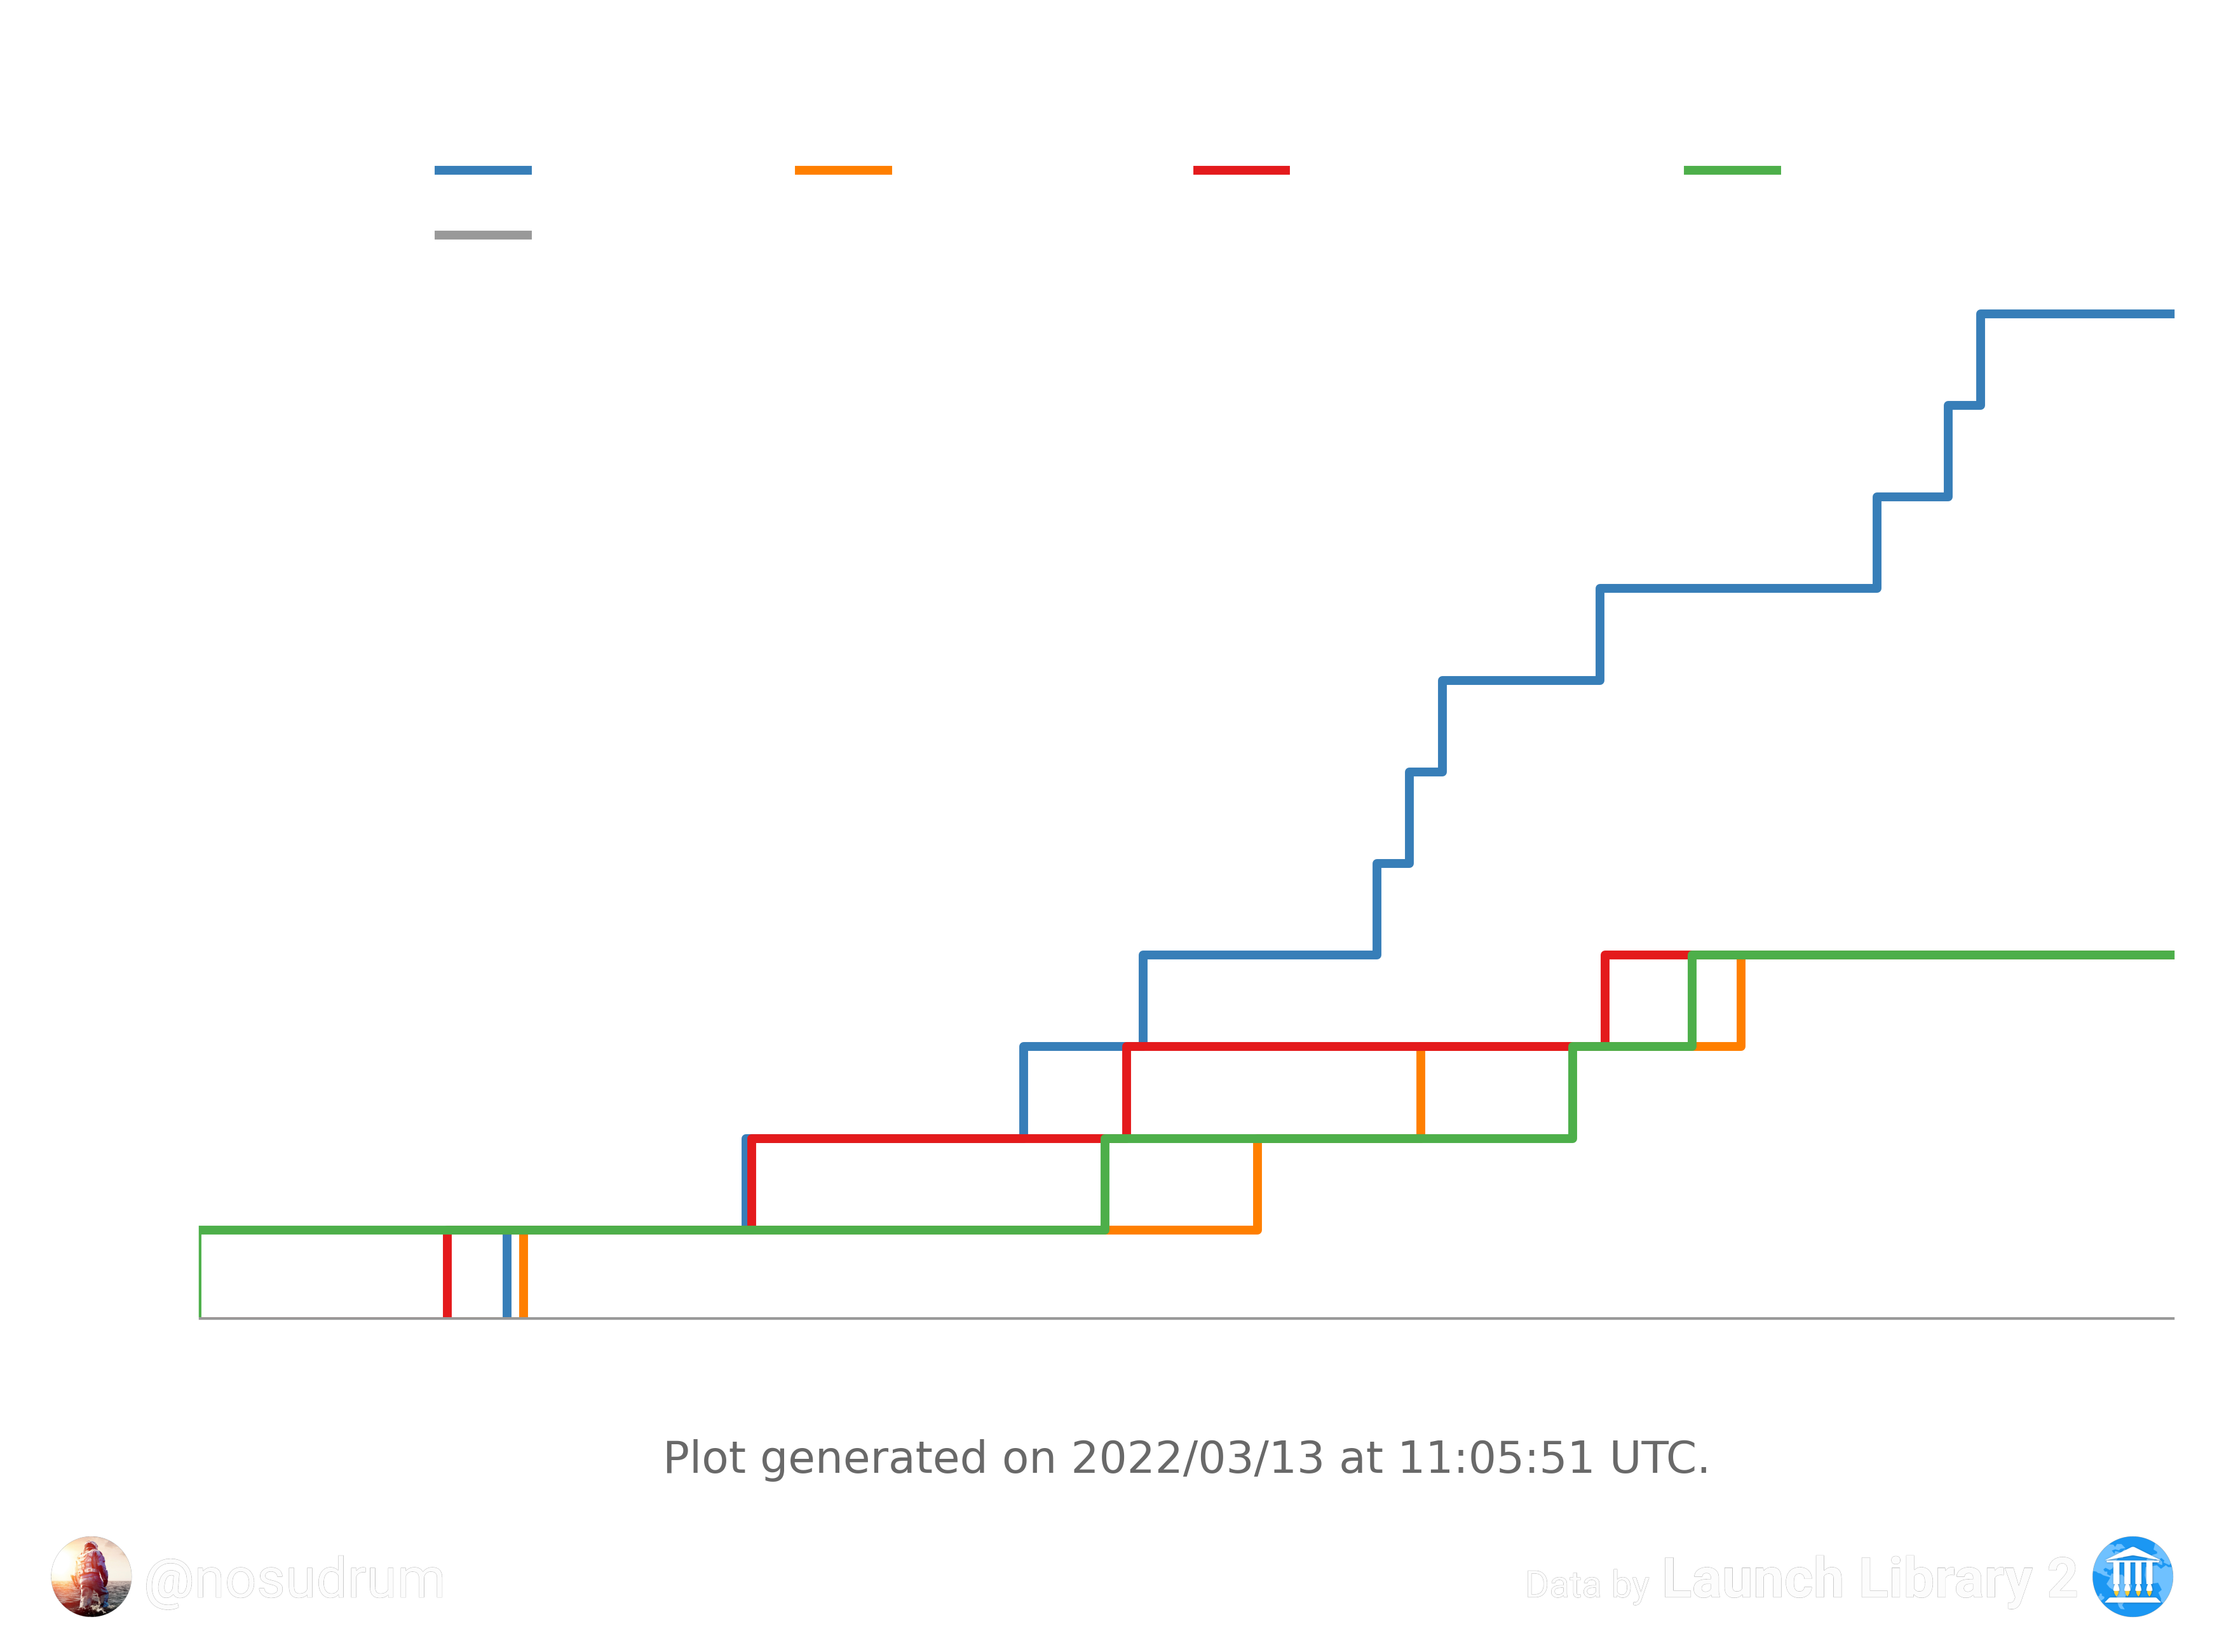 Plot generated on 2022/03/13 at 11:05:51 UTC.
@nosudrum
Data by Launch Library 2